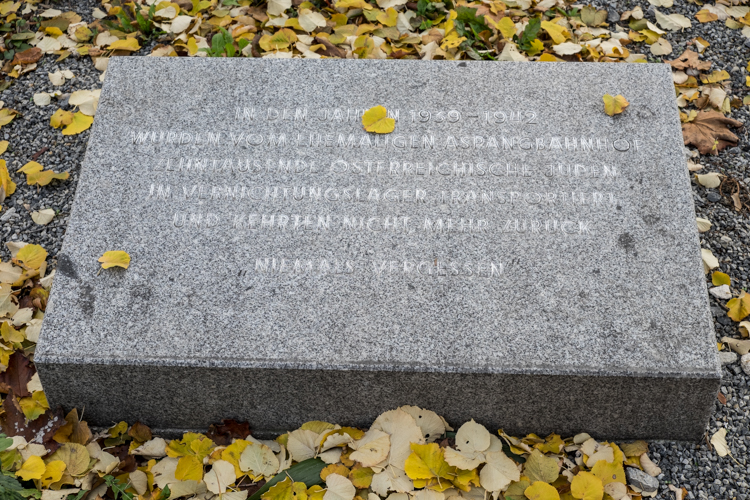 IN DEN JAHREN 1939 - 1942
WURDEN VOM EHEMALIGEN ASPANGBAHNHOF
ZEHNTAUSENDE ÖSTERREICHISCHE JUDEN
IN VERNICHTUNGSLAGER TRANSPORTIERT
UND KEHRTEN NICHT MEHR ZURÜCK
NIEMALS VERGESSEN